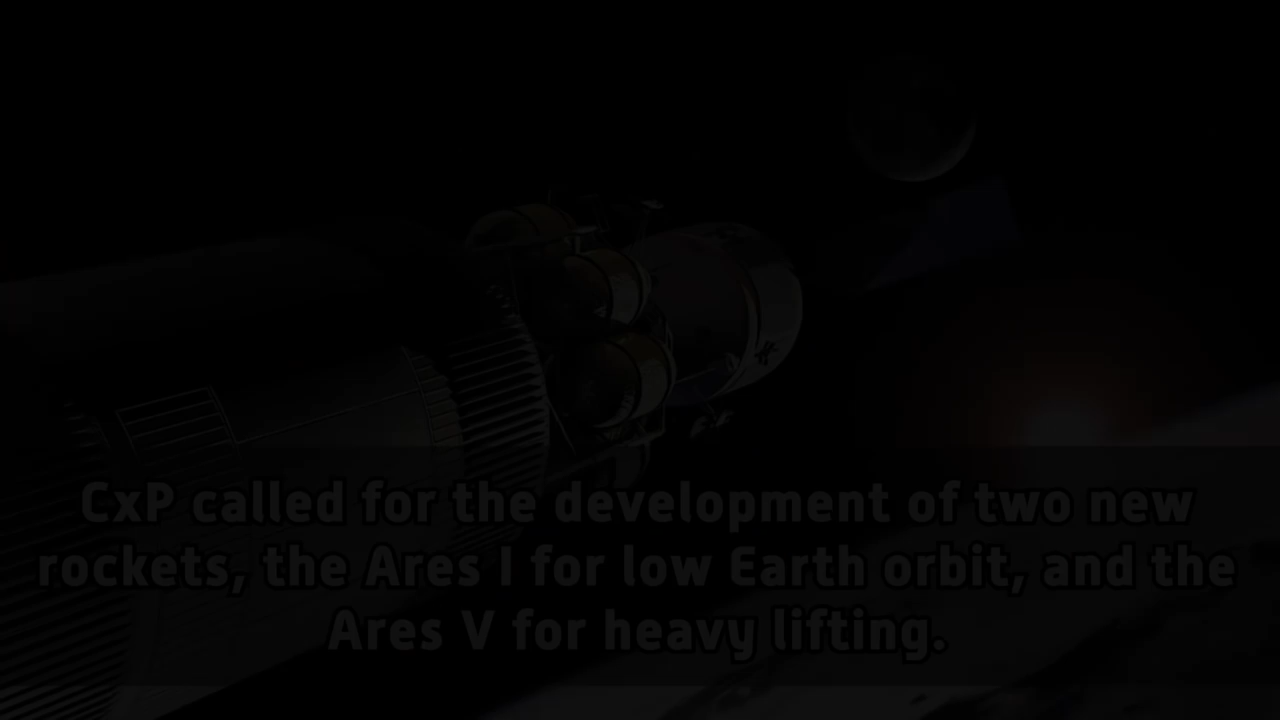 CxP called for the development of two new
rockets, the Ares I for low Earth orbit, and the
Ares V for heavy lifting.